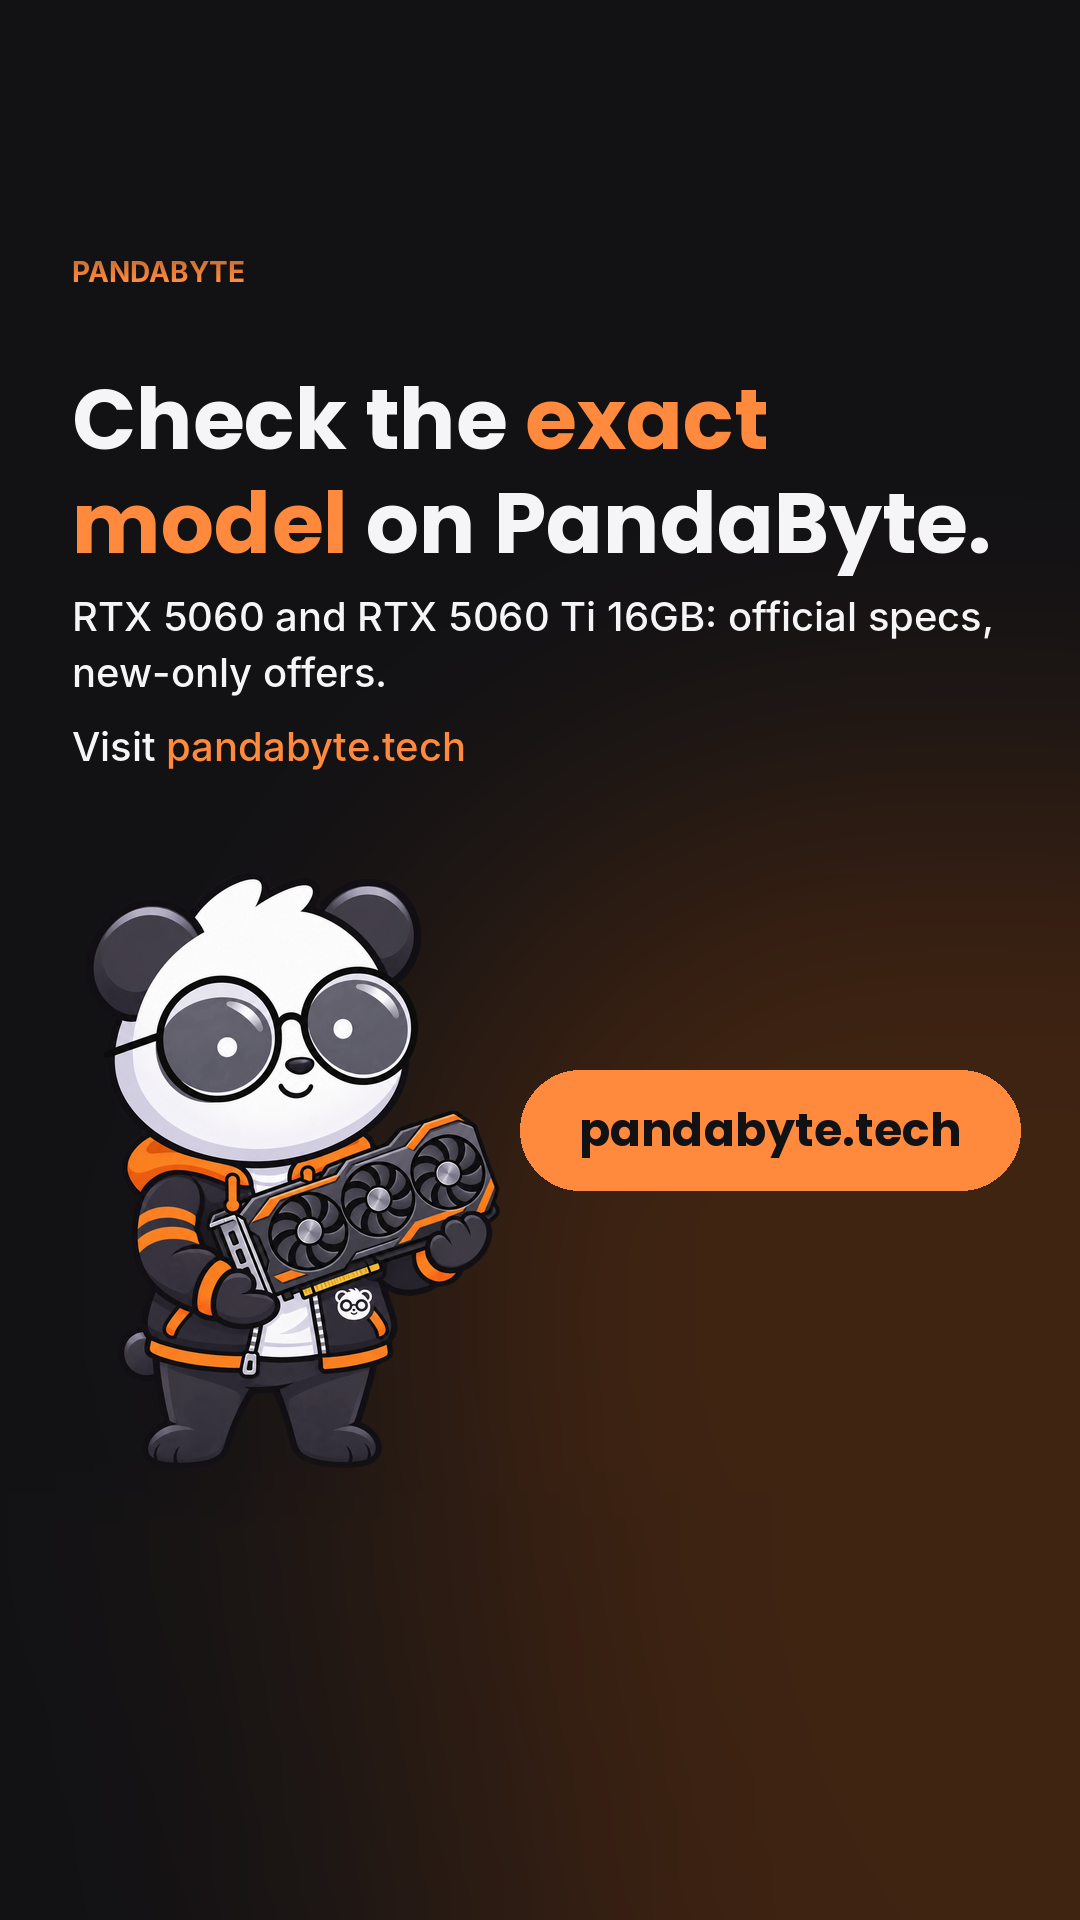 PANDABYTE
Check the exact
model on PandaByte.
RTX 5060 and RTX 5060 Ti 16GB: official specs,
new-only offers.
Visit pandabyte.tech
pandabyte.tech